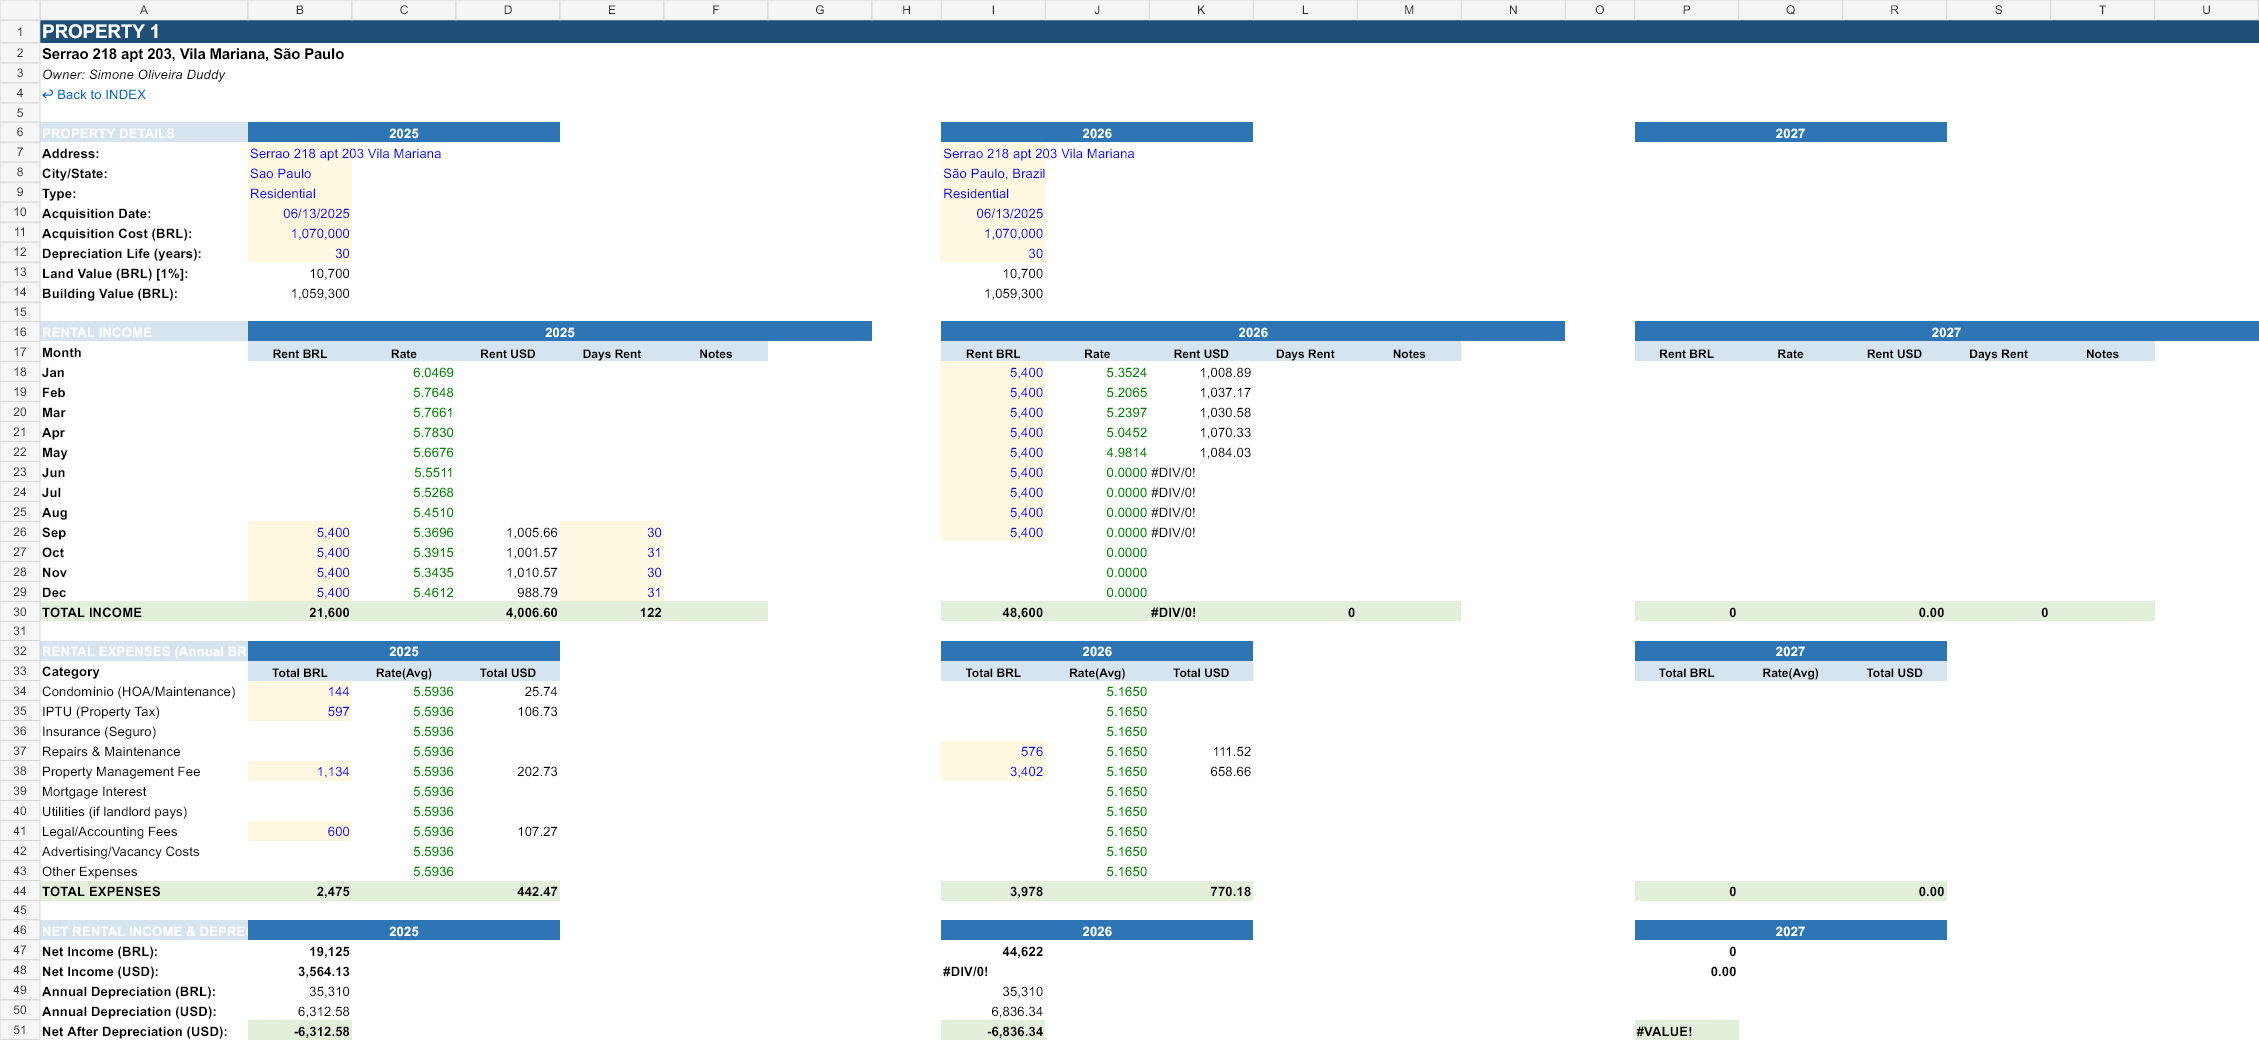 A B C D E F G H I J K L M N O P Q R S T U
1 PROPERTY 1
2 Serrao 218 apt 203, Vila Mariana, São Paulo
3 Owner: Simone Oliveira Duddy
4 ↩ Back to INDEX
5
6 PROPERTY DETAILS 2025 2026 2027
7 Address: Serrao 218 apt 203 Vila Mariana Serrao 218 apt 203 Vila Mariana
8 City/State: Sao Paulo São Paulo, Brazil
9 Type: Residential Residential
10 Acquisition Date: 06/13/2025 06/13/2025
11 Acquisition Cost (BRL): 1,070,000 1,070,000
12 Depreciation Life (years): 30 30
13 Land Value (BRL) [1%]: 10,700 10,700
14 Building Value (BRL): 1,059,300 1,059,300
15
16 RENTAL INCOME 2025 2026 2027
17 Month Rent BRL Rate Rent USD Days Rent Notes Rent BRL Rate Rent USD Days Rent Notes Rent BRL Rate Rent USD Days Rent Notes
18 Jan 6.0469 5,400 5.3524 1,008.89
19 Feb 5.7648 5,400 5.2065 1,037.17
20 Mar 5.7661 5,400 5.2397 1,030.58
21 Apr 5.7830 5,400 5.0452 1,070.33
22 May 5.6676 5,400 4.9814 1,084.03
23 Jun 5.5511 5,400 0.0000 #DIV/0!
24 Jul 5.5268 5,400 0.0000 #DIV/0!
25 Aug 5.4510 5,400 0.0000 #DIV/0!
26 Sep 5,400 5.3696 1,005.66 30 5,400 0.0000 #DIV/0!
27 Oct 5,400 5.3915 1,001.57 31 0.0000
28 Nov 5,400 5.3435 1,010.57 30 0.0000
29 Dec 5,400 5.4612 988.79 31 0.0000
30 TOTAL INCOME 21,600 4,006.60 122 48,600 #DIV/0! 0 0 0.00 0
31
32 RENTAL EXPENSES (Annual BR 2025 2026 2027
33 Category Total BRL Rate(Avg) Total USD Total BRL Rate(Avg) Total USD Total BRL Rate(Avg) Total USD
34 Condomínio (HOA/Maintenance) 144 5.5936 25.74 5.1650
35 IPTU (Property Tax) 597 5.5936 106.73 5.1650
36 Insurance (Seguro) 5.5936 5.1650
37 Repairs & Maintenance 5.5936 576 5.1650 111.52
38 Property Management Fee 1,134 5.5936 202.73 3,402 5.1650 658.66
39 Mortgage Interest 5.5936 5.1650
40 Utilities (if landlord pays) 5.5936 5.1650
41 Legal/Accounting Fees 600 5.5936 107.27 5.1650
42 Advertising/Vacancy Costs 5.5936 5.1650
43 Other Expenses 5.5936 5.1650
44 TOTAL EXPENSES 2,475 442.47 3,978 770.18 0 0.00
45
46 NET RENTAL INCOME & DEPRE 2025 2026 2027
47 Net Income (BRL): 19,125 44,622 0
48 Net Income (USD): 3,564.13 #DIV/0! 0.00
49 Annual Depreciation (BRL): 35,310 35,310
50 Annual Depreciation (USD): 6,312.58 6,836.34
51 Net After Depreciation (USD): -6,312.58 -6,836.34 #VALUE!